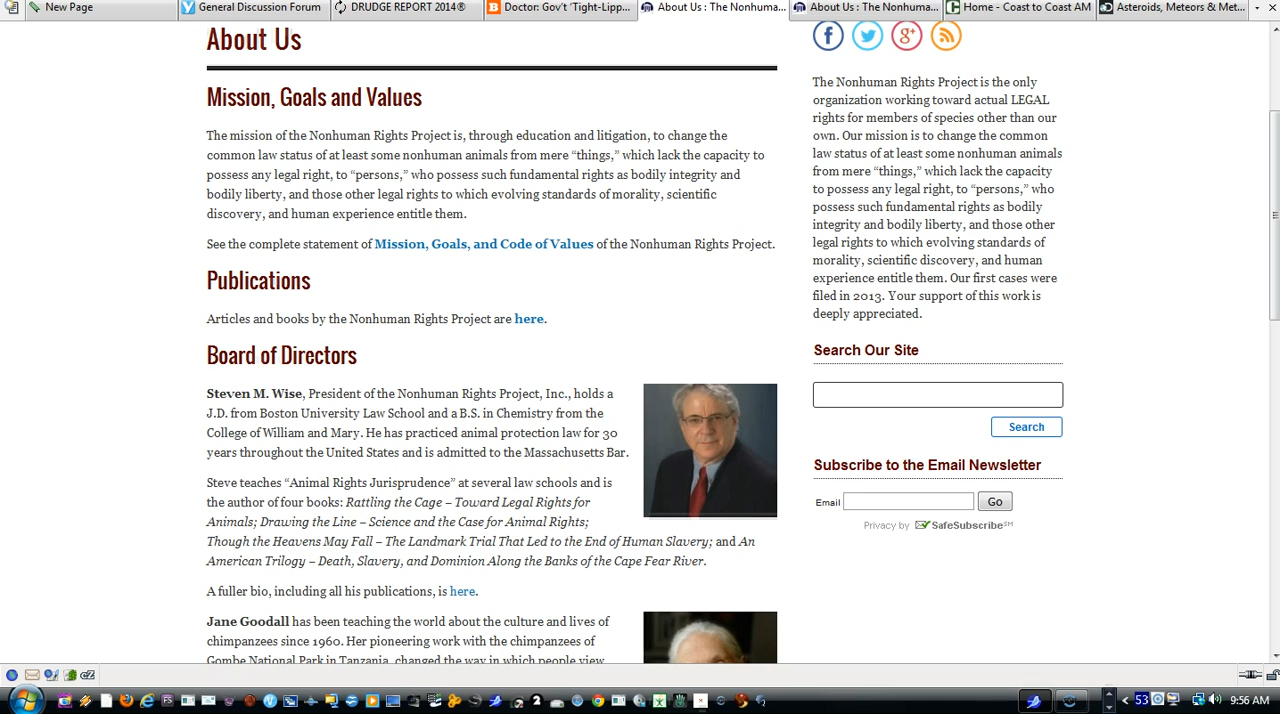 New Page
General Discussion Forum
DRUDGE REPORT 2014®
Doctor: Gov't 'Tight-Lipp...
About Us : The Nonhuma...
About Us : The Nonhuma...
Home - Coast to Coast AM
Asteroids, Meteors & Met...
About Us
Mission, Goals and Values
The mission of the Nonhuman Rights Project is, through education and litigation, to change the
common law status of at least some nonhuman animals from mere “things,” which lack the capacity to
possess any legal right, to “persons,” who possess such fundamental rights as bodily integrity and
bodily liberty, and those other legal rights to which evolving standards of morality, scientific
discovery, and human experience entitle them.
See the complete statement of Mission, Goals, and Code of Values of the Nonhuman Rights Project.
Publications
Articles and books by the Nonhuman Rights Project are here.
Board of Directors
Steven M. Wise, President of the Nonhuman Rights Project, Inc., holds a
J.D. from Boston University Law School and a B.S. in Chemistry from the
College of William and Mary. He has practiced animal protection law for 30
years throughout the United States and is admitted to the Massachusetts Bar.
Steve teaches “Animal Rights Jurisprudence” at several law schools and is
the author of four books: Rattling the Cage – Toward Legal Rights for
Animals; Drawing the Line – Science and the Case for Animal Rights;
Though the Heavens May Fall – The Landmark Trial That Led to the End of Human Slavery; and An
American Trilogy – Death, Slavery, and Dominion Along the Banks of the Cape Fear River.
A fuller bio, including all his publications, is here.
Jane Goodall has been teaching the world about the culture and lives of
chimpanzees since 1960. Her pioneering work with the chimpanzees of
Gombe National Park in Tanzania, changed the way in which people view
The Nonhuman Rights Project is the only
organization working toward actual LEGAL
rights for members of species other than our
own. Our mission is to change the common
law status of at least some nonhuman animals
from mere “things,” which lack the capacity to
possess any legal right, to “persons,” who
possess such fundamental rights as bodily
integrity and bodily liberty, and those other
legal rights to which evolving standards of
morality, scientific discovery, and human
experience entitle them. Our first cases were
filed in 2013. Your support of this work is
deeply appreciated.
Search Our Site
Search
Subscribe to the Email Newsletter
Email
Go
Privacy by SafeSubscribe℠
53
9:56 AM